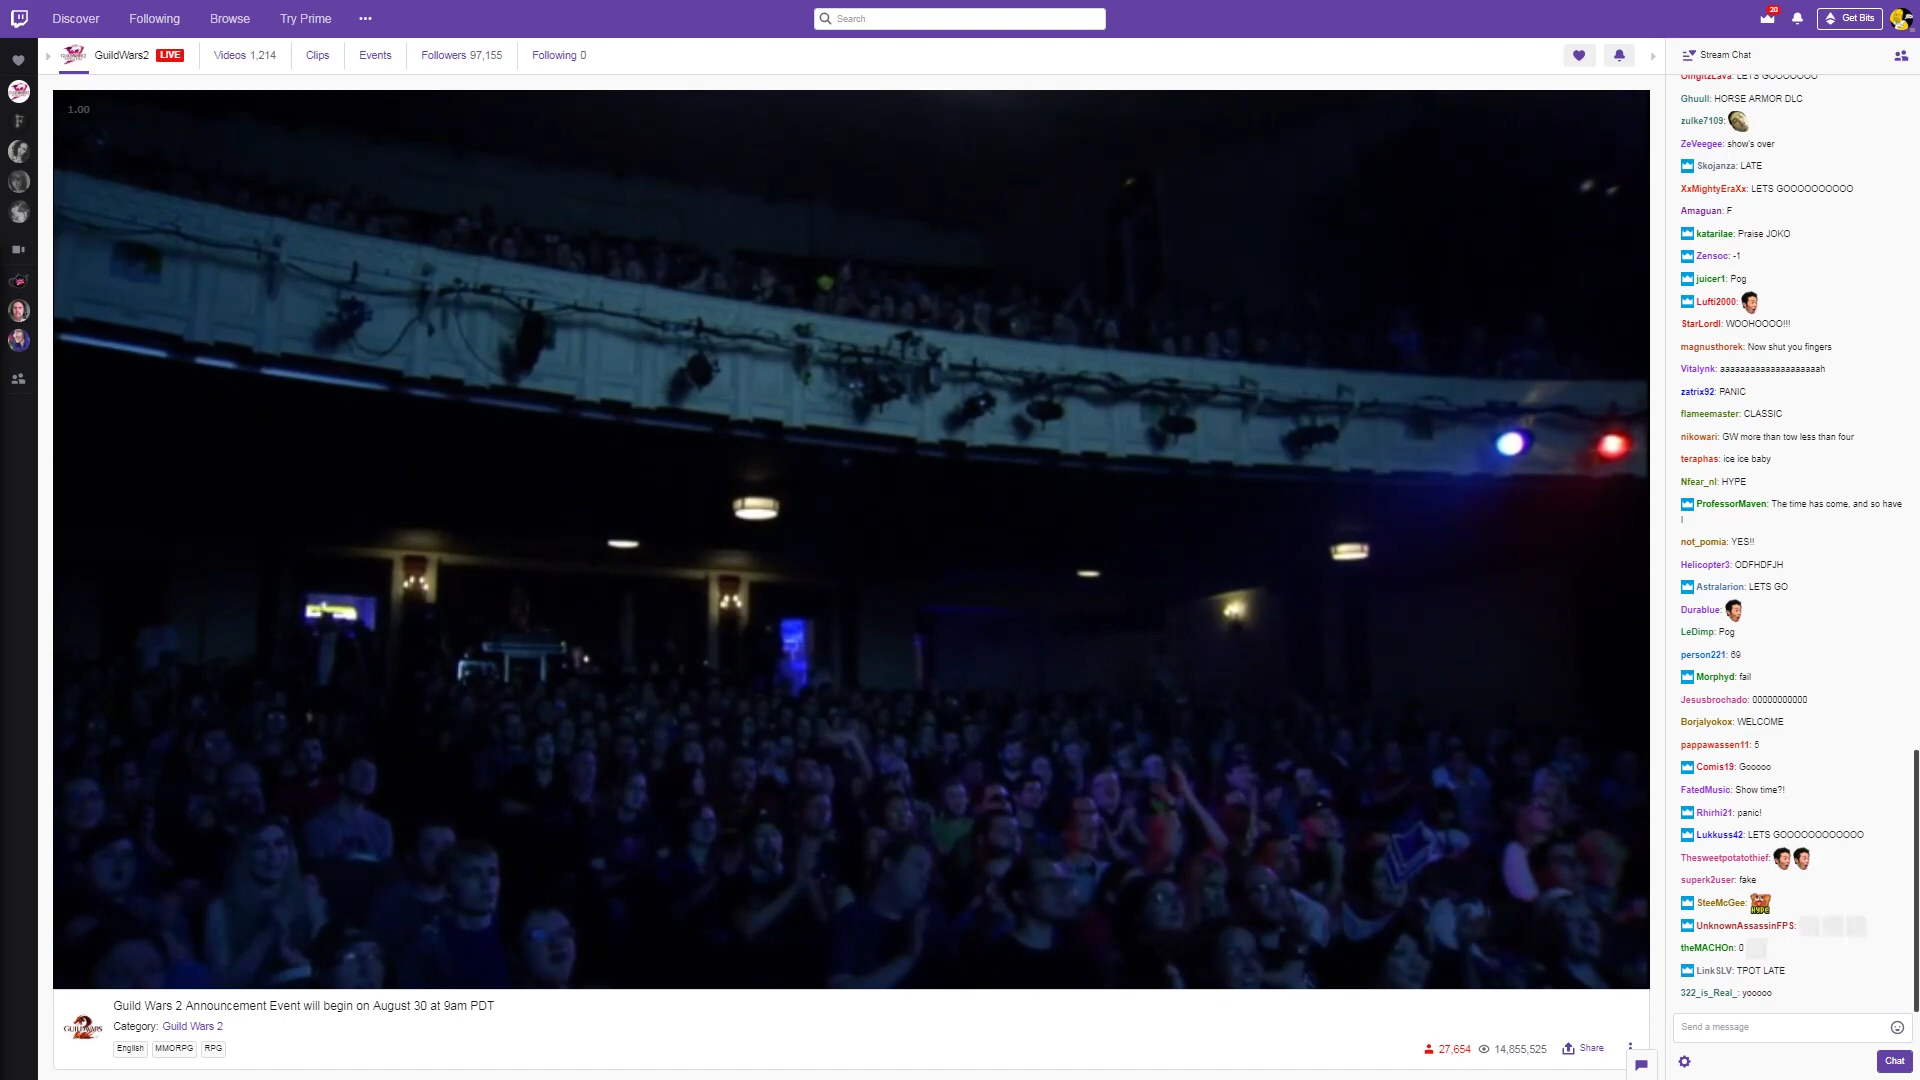 Discover
Following
Browse
Try Prime
Search
20
Get Bits
GuildWars2 LIVE
Videos 1,214
Clips
Events
Followers 97,155
Following 0
1.00
Guild Wars 2 Announcement Event will begin on August 30 at 9am PDT
Category: Guild Wars 2
English MMORPG RPG
27,654 14,855,525 Share
Stream Chat
LETS GOOOOOOO
Ghuull: HORSE ARMOR DLC
zulke7109:
ZeVeegee: show's over
Skojanza: LATE
XxMightyEraXx: LETS GOOOOOOOOOO
Amaguan: F
katarilae: Praise JOKO
Zensoc: -1
juicer1: Pog
Lufti2000:
StarLordI: WOOHOOOO!!!
magnusthorek: Now shut you fingers
Vitalynk: aaaaaaaaaaaaaaaaaaaah
zatrix92: PANIC
flameemaster: CLASSIC
nikowari: GW more than tow less than four
teraphas: ice ice baby
Nfear_nl: HYPE
ProfessorMaven: The time has come, and so have
I
not_pomia: YES!!
Helicopter3: ODFHDFJH
Astralarion: LETS GO
Durablue:
LeDimp: Pog
person221: 69
Morphyd: fail
Jesusbrochado: 00000000000
Borjalyokox: WELCOME
pappawassen11: 5
Comis19: Gooooo
FatedMusic: Show time?!
Rhirhi21: panic!
Lukkuss42: LETS GOOOOOOOOOOOO
Thesweetpotatothief:
superk2user: fake
SteeMcGee: HYPE
UnknownAssassinFPS:
theMACHOn: 0
LinkSLV: TPOT LATE
322_is_Real_: yooooo
Send a message
Chat